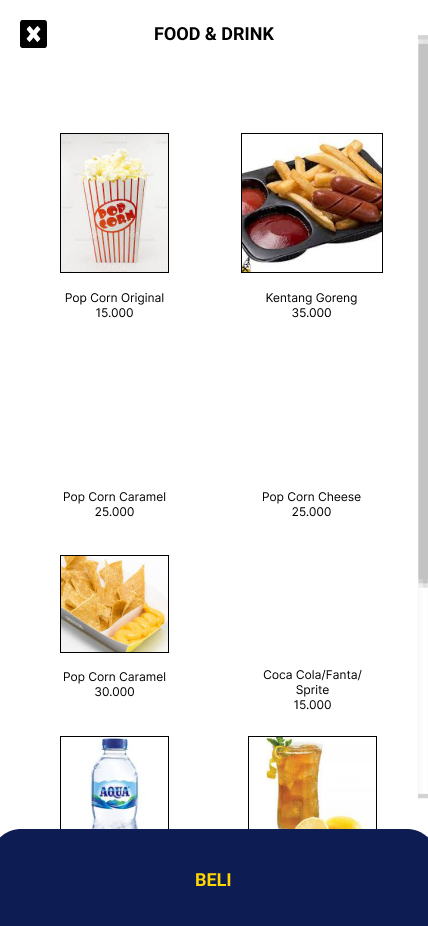 FOOD & DRINK
POP
CORN
Pop Corn Original
15.000
Kentang Goreng
35.000
Pop Corn Caramel
25.000
Pop Corn Cheese
25.000
Pop Corn Caramel
30.000
Coca Cola/Fanta/
Sprite
15.000
AQUA
BELI